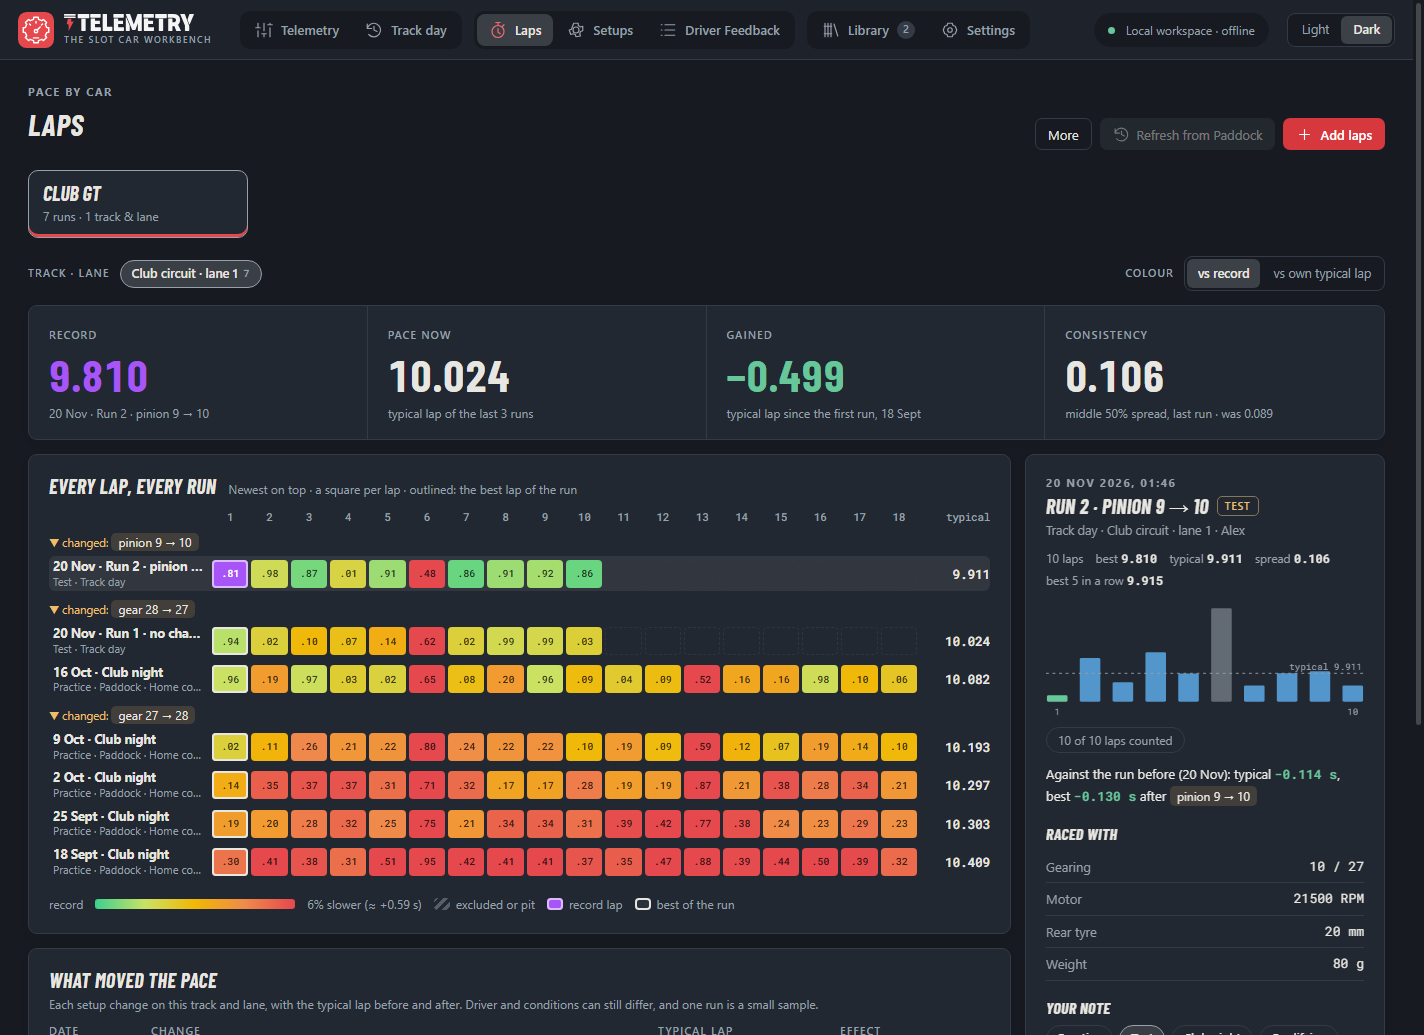 TELEMETRY
THE SLOT CAR WORKBENCH
Telemetry
Track day
Laps
Setups
Driver Feedback
Library 2
Settings
Local workspace · offline
Light
Dark
PACE BY CAR
LAPS
More
Refresh from Paddock
+ Add laps
CLUB GT
7 runs · 1 track & lane
TRACK · LANE
Club circuit · lane 1 7
COLOUR
vs record
vs own typical lap
RECORD
9.810
20 Nov · Run 2 · pinion 9 → 10
PACE NOW
10.024
typical lap of the last 3 runs
GAINED
−0.499
typical lap since the first run, 18 Sept
CONSISTENCY
0.106
middle 50% spread, last run · was 0.089
EVERY LAP, EVERY RUN
Newest on top · a square per lap · outlined: the best lap of the run
1 2 3 4 5 6 7 8 9 10 11 12 13 14 15 16 17 18 typical
▼ changed: pinion 9 → 10
20 Nov · Run 2 · pinion ...
Test · Track day
.81 .98 .87 .01 .91 .48 .86 .91 .92 .86 9.911
▼ changed: gear 28 → 27
20 Nov · Run 1 · no cha...
Test · Track day
.94 .02 .10 .07 .14 .62 .02 .99 .99 .03 10.024
16 Oct · Club night
Practice · Paddock · Home co...
.96 .19 .97 .03 .02 .65 .08 .20 .96 .09 .04 .09 .52 .16 .16 .98 .10 .06 10.082
▼ changed: gear 27 → 28
9 Oct · Club night
Practice · Paddock · Home co...
.02 .11 .26 .21 .22 .80 .24 .22 .22 .10 .19 .09 .59 .12 .07 .19 .14 .10 10.193
2 Oct · Club night
Practice · Paddock · Home co...
.14 .35 .37 .37 .31 .71 .32 .17 .17 .28 .19 .19 .87 .21 .38 .28 .34 .21 10.297
25 Sept · Club night
Practice · Paddock · Home co...
.19 .20 .28 .32 .25 .75 .21 .34 .34 .31 .39 .42 .77 .38 .24 .23 .29 .23 10.303
18 Sept · Club night
Practice · Paddock · Home co...
.30 .41 .38 .31 .51 .95 .42 .41 .41 .37 .35 .47 .88 .39 .44 .50 .39 .32 10.409
record
6% slower (≈ +0.59 s)
excluded or pit
record lap
best of the run
WHAT MOVED THE PACE
Each setup change on this track and lane, with the typical lap before and after. Driver and conditions can still differ, and one run is a small sample.
DATE CHANGE TYPICAL LAP EFFECT
20 NOV 2026, 01:46
RUN 2 · PINION 9 → 10 TEST
Track day · Club circuit · lane 1 · Alex
10 laps best 9.810 typical 9.911 spread 0.106
best 5 in a row 9.915
typical 9.911
1 10
10 of 10 laps counted
Against the run before (20 Nov): typical −0.114 s,
best −0.130 s after pinion 9 → 10
RACED WITH
Gearing 10 / 27
Motor 21500 RPM
Rear tyre 20 mm
Weight 80 g
YOUR NOTE